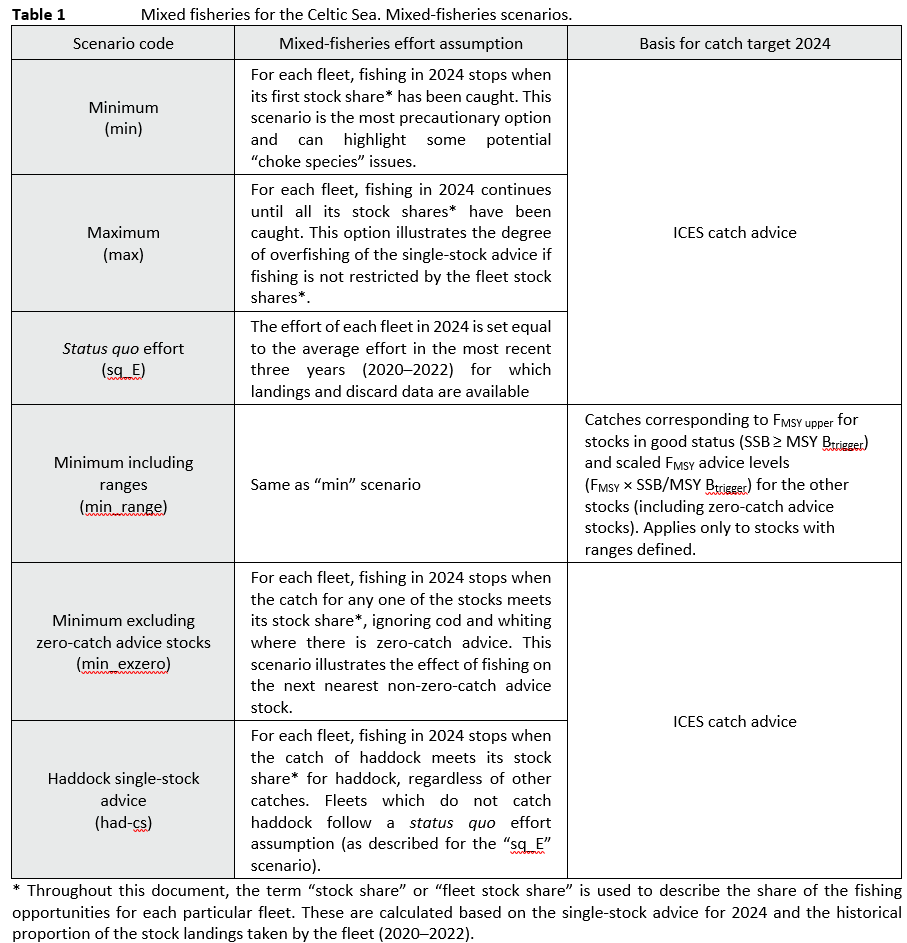 Table 1 Mixed fisheries for the Celtic Sea. Mixed-fisheries scenarios.
Scenario code Mixed-fisheries effort assumption Basis for catch target 2024
Minimum
(min)
For each fleet, fishing in 2024 stops when
its first stock share* has been caught. This
scenario is the most precautionary option
and can highlight some potential
“choke species” issues.
Maximum
(max)
For each fleet, fishing in 2024 continues
until all its stock shares* have been
caught. This option illustrates the degree
of overfishing of the single-stock advice if
fishing is not restricted by the fleet stock
shares*.
Status quo effort
(sq_E)
The effort of each fleet in 2024 is set equal
to the average effort in the most recent
three years (2020–2022) for which
landings and discard data are available
ICES catch advice
Minimum including
ranges
(min_range)
Same as “min” scenario
Catches corresponding to FMSY upper for
stocks in good status (SSB ≥ MSY Btrigger)
and scaled FMSY advice levels
(FMSY × SSB/MSY Btrigger) for the other
stocks (including zero-catch advice
stocks). Applies only to stocks with
ranges defined.
Minimum excluding
zero-catch advice stocks
(min_exzero)
For each fleet, fishing in 2024 stops when
the catch for any one of the stocks meets
its stock share*, ignoring cod and whiting
where there is zero-catch advice. This
scenario illustrates the effect of fishing on
the next nearest non-zero-catch advice
stock.
Haddock single-stock
advice
(had-cs)
For each fleet, fishing in 2024 stops when
the catch of haddock meets its stock
share* for haddock, regardless of other
catches. Fleets which do not catch
haddock follow a status quo effort
assumption (as described for the “sq_E”
scenario).
ICES catch advice
* Throughout this document, the term “stock share” or “fleet stock share” is used to describe the share of the fishing
opportunities for each particular fleet. These are calculated based on the single-stock advice for 2024 and the historical
proportion of the stock landings taken by the fleet (2020–2022).